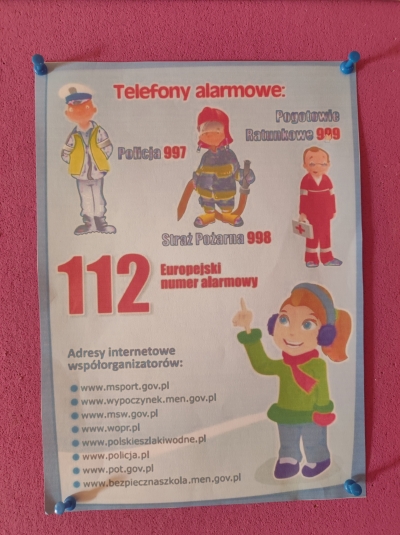 Telefony alarmowe:
Policja 997
Pogotowie
Ratunkowe 999
Straż Pożarna 998
112
Europejski
numer alarmowy
Adresy internetowe
współorganizatorów:
www.msport.gov.pl
www.wypoczynek.men.gov.pl
www.msw.gov.pl
www.wopr.pl
www.polskieszlakiwodne.pl
www.policja.pl
www.pot.gov.pl
www.bezpiecznaszkola.men.gov.pl